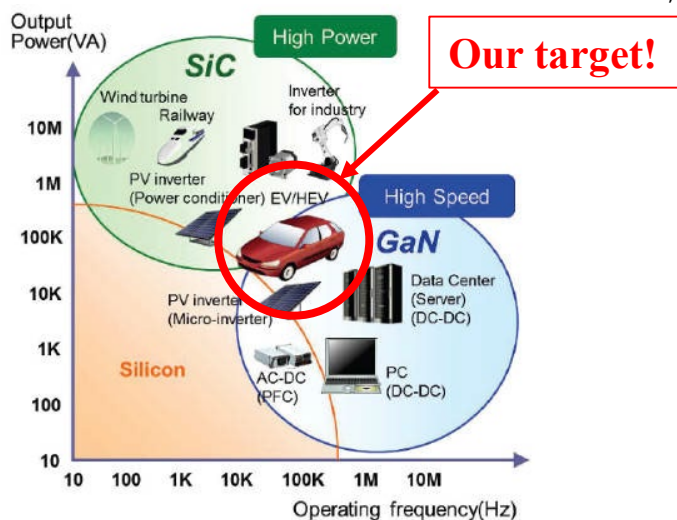 Output
Power(VA)
High Power
Our target!
SiC
Wind turbine
Railway
Inverter
for industry
10M
1M
PV inverter
(Power conditioner)
EV/HEV
High Speed
100K
GaN
10K
PV inverter
(Micro-inverter)
Data Center
(Server)
(DC-DC)
1K
Silicon
AC-DC
(PFC)
PC
(DC-DC)
100
10
10 100 1K 10K 100K 1M 10M
Operating frequency(Hz)